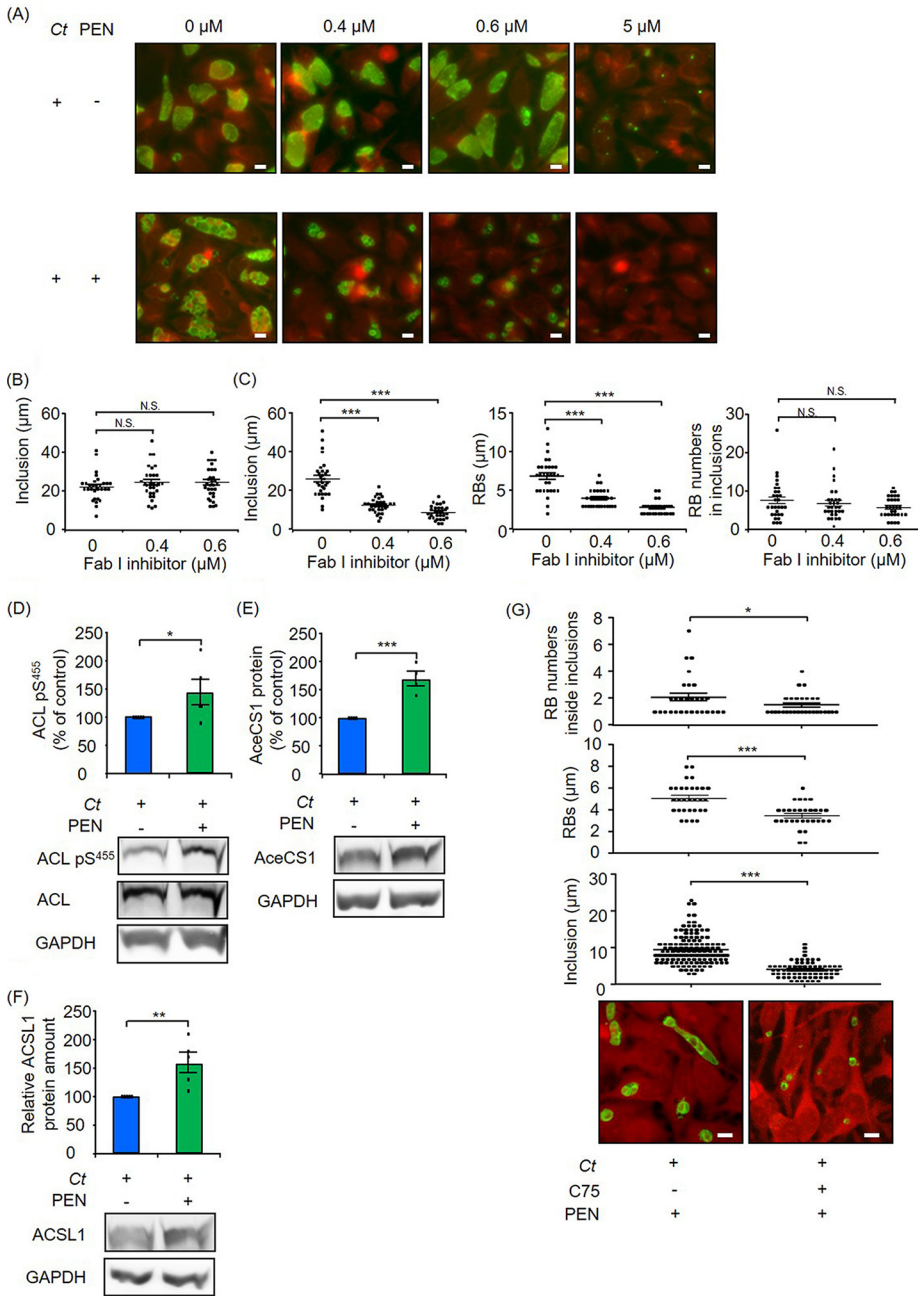 (A)
Ct PEN 0 µM 0.4 µM 0.6 µM 5 µM
+ -
+ +
(B)
Inclusion (µm)
60
40
20
0
N.S.
N.S.
0 0.4 0.6
Fab I inhibitor (µM)
(C)
Inclusion (µm)
60
40
20
0
***
***
0 0.4 0.6
Fab I inhibitor (µM)
RBs (µm)
15
10
5
0
***
***
0 0.4 0.6
Fab I inhibitor (µM)
RB numbers
in inclusions
30
20
10
0
N.S.
N.S.
0 0.4 0.6
Fab I inhibitor (µM)
(D)
ACL pS⁴⁵⁵
(% of control)
250
200
150
100
50
0
*
Ct + +
PEN - +
ACL pS⁴⁵⁵
ACL
GAPDH
(E)
AceCS1 protein
(% of control)
250
200
150
100
50
0
***
Ct + +
PEN - +
AceCS1
GAPDH
(F)
Relative ACSL1
protein amount
250
200
150
100
50
0
**
Ct + +
PEN - +
ACSL1
GAPDH
(G)
RB numbers
inside inclusions
8
6
4
2
0
*
RBs (µm)
8
6
4
2
0
***
Inclusion (µm)
30
20
10
0
***
Ct + +
C75 - +
PEN + +